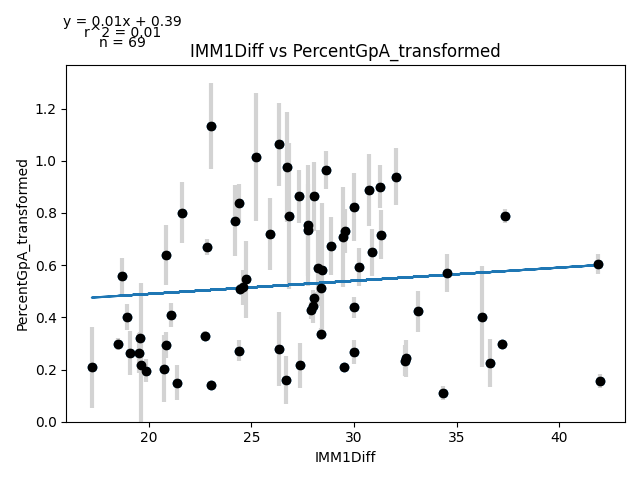 y = 0.01x + 0.39
r^2 = 0.01
n = 69
IMM1Diff vs PercentGpA_transformed
PercentGpA_transformed
1.2
1.0
0.8
0.6
0.4
0.2
0.0
20 25 30 35 40
IMM1Diff